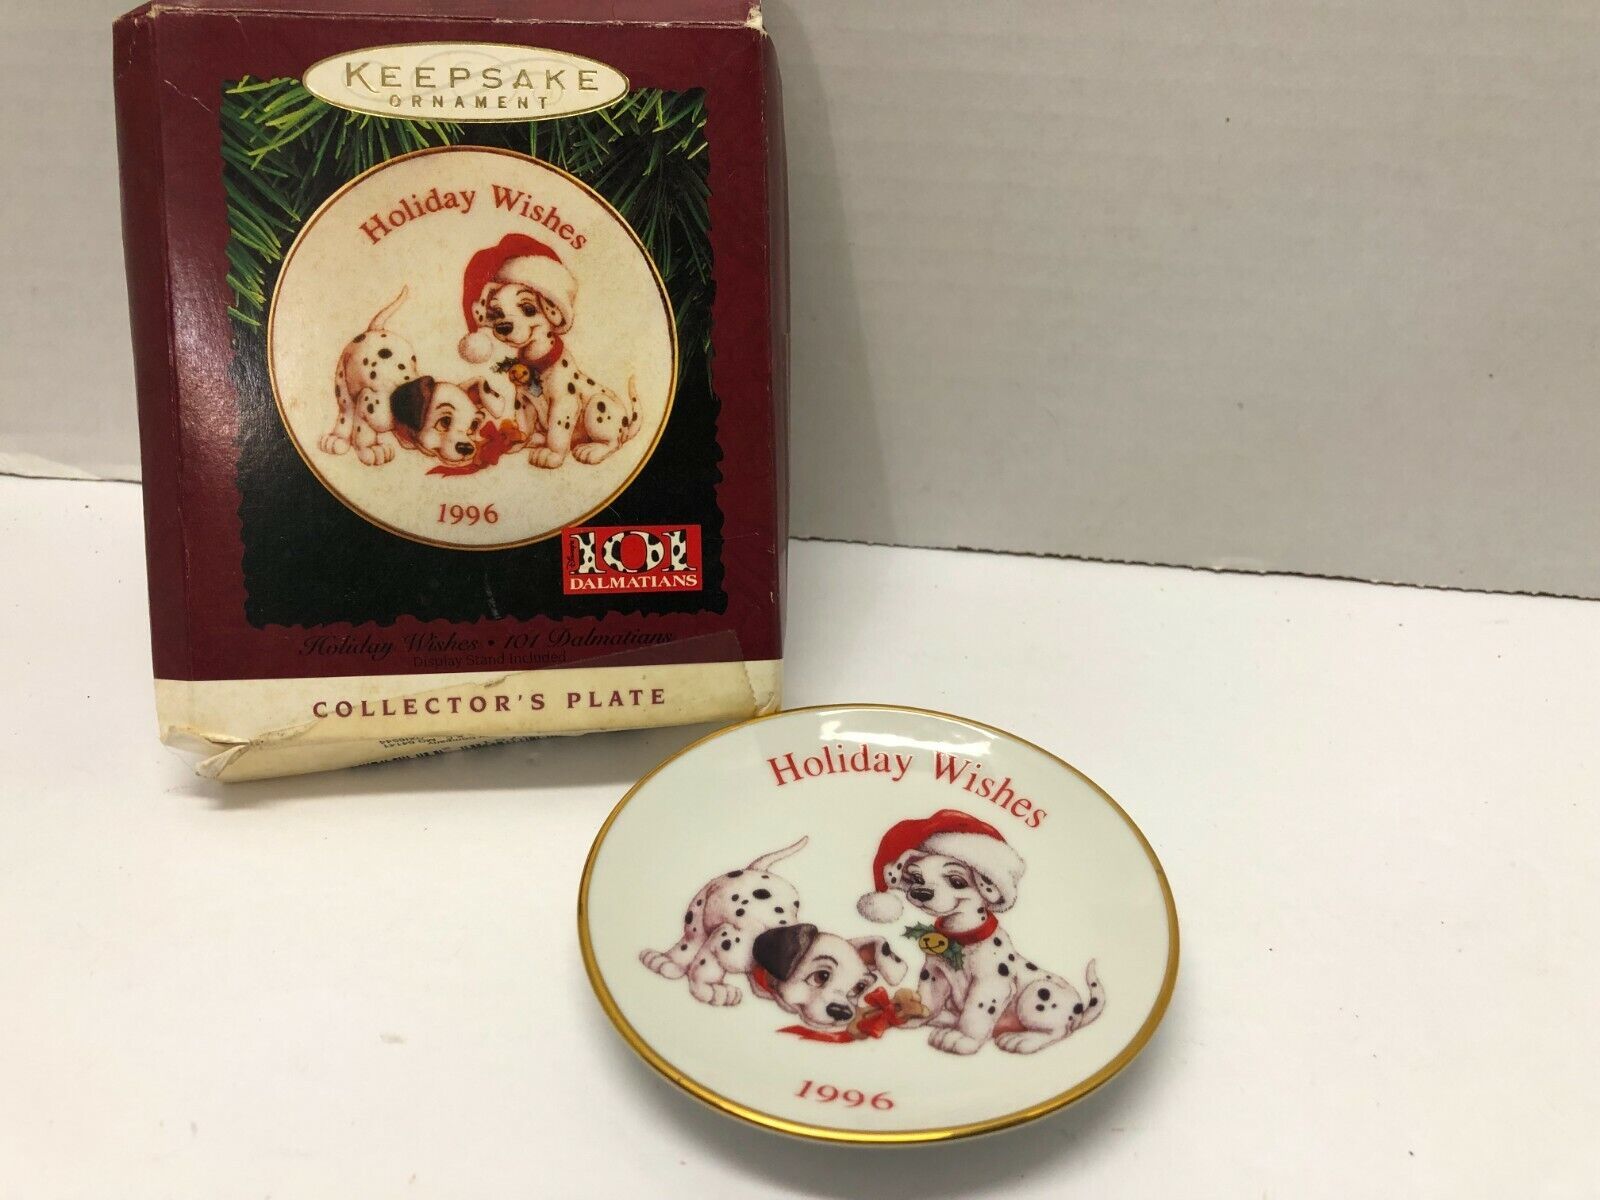 KEEPSAKE
ORNAMENT
Holiday Wishes
1996
Disney's
101
DALMATIANS
Holiday Wishes • 101 Dalmatians
Display Stand Included
COLLECTOR'S PLATE
Holiday Wishes
1996